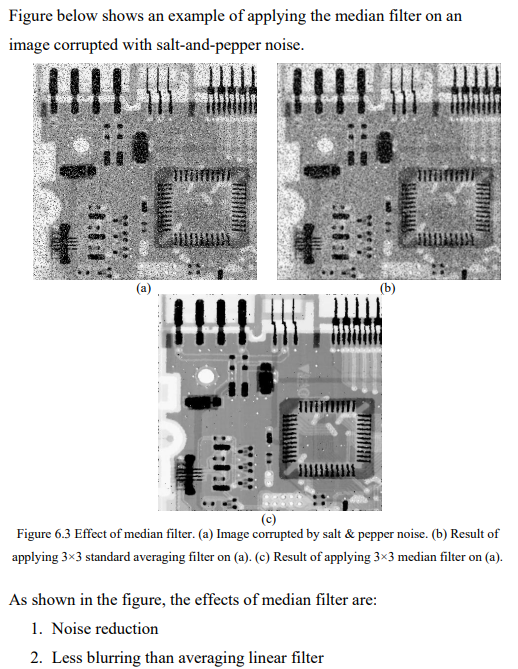 Figure below shows an example of applying the median filter on an
image corrupted with salt-and-pepper noise.
(a)
(b)
(c)
Figure 6.3 Effect of median filter. (a) Image corrupted by salt & pepper noise. (b) Result of
applying 3×3 standard averaging filter on (a). (c) Result of applying 3×3 median filter on (a).
As shown in the figure, the effects of median filter are:
1. Noise reduction
2. Less blurring than averaging linear filter